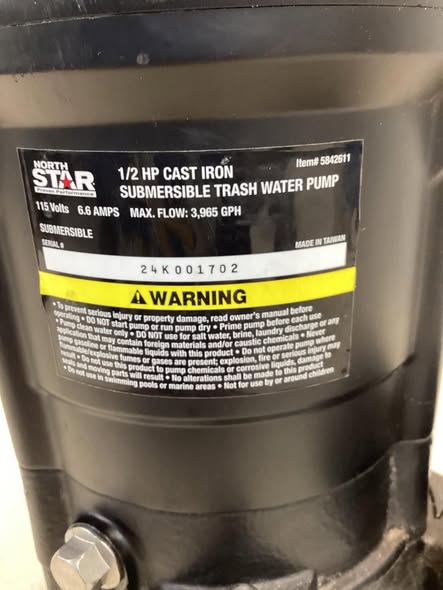 NORTH
STAR
Proven Performance
1/2 HP CAST IRON
Item# 5842611
SUBMERSIBLE TRASH WATER PUMP
115 Volts 6.6 AMPS MAX. FLOW: 3,965 GPH
SUBMERSIBLE
SERIAL #
MADE IN TAIWAN
24K001702
WARNING
• To prevent serious injury or property damage, read owner's manual before
operating • DO NOT start pump or run pump dry • Prime pump before each use
• Pump clean water only • DO NOT use for salt water, brine, laundry discharge or any
application that may contain foreign materials and/or caustic chemicals • Never
pump gasoline or flammable liquids with this product • Do not operate pump where
flammable/explosive fumes or gases are present; explosion, fire or serious injury may
result • Do not use this product to pump chemicals or corrosive liquids, damage to
seals and moving parts will result • No alterations shall be made to this product
• Do not use in swimming pools or marine areas • Not for use by or around children